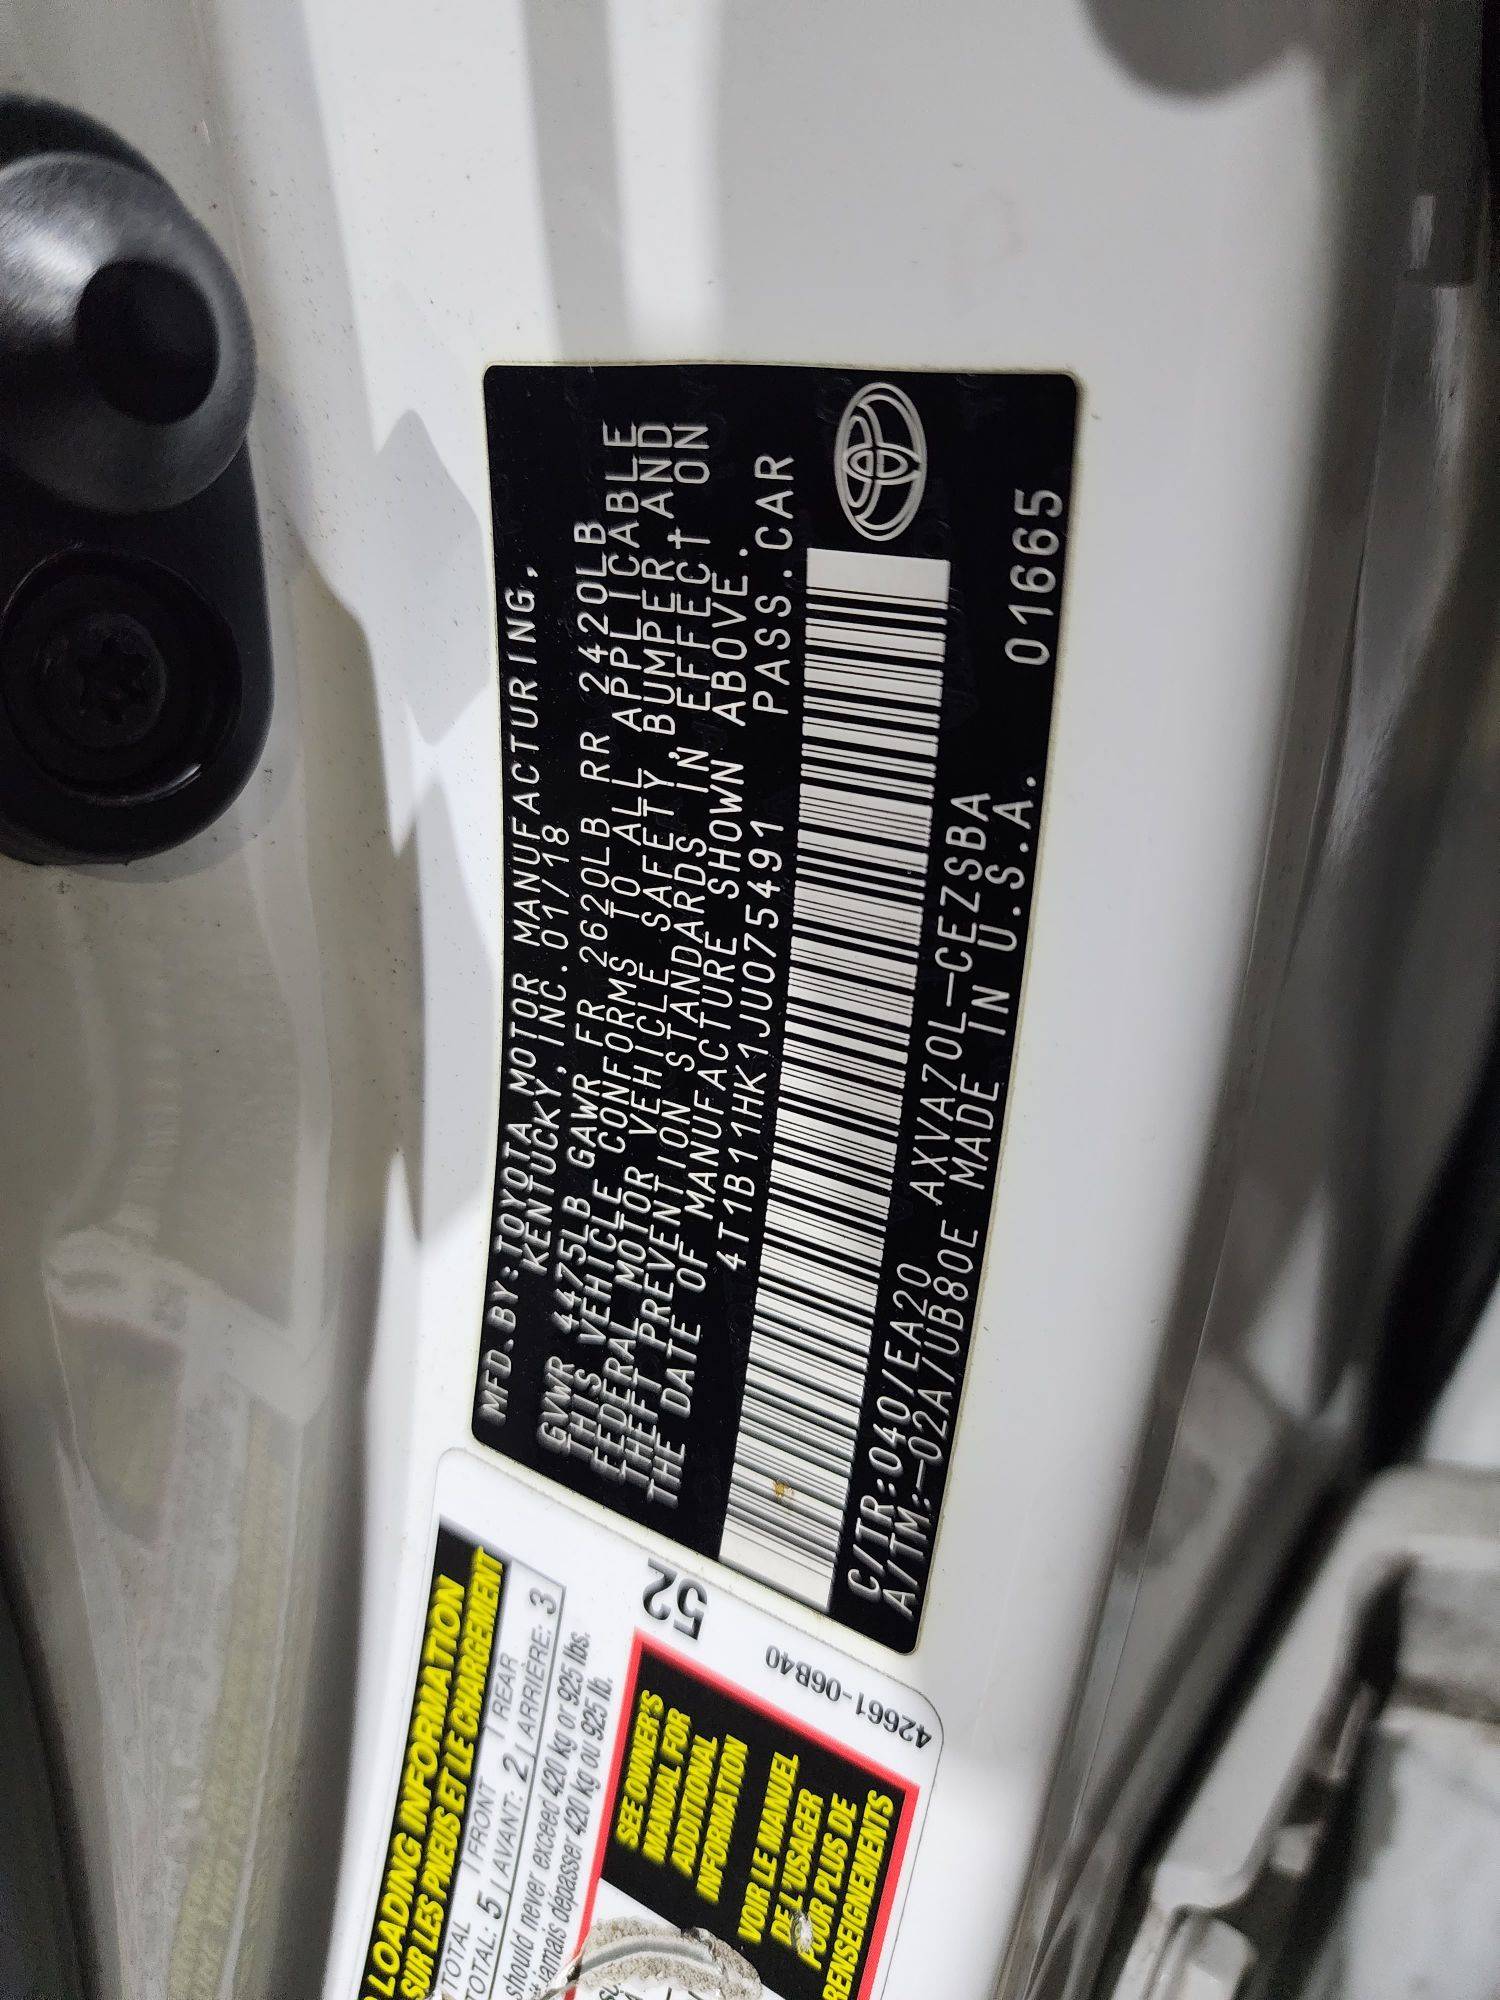 MFD.BY:TOYOTA MOTOR MANUFACTURING,
KENTUCKY, INC.01/18
GVWR 4475LB GAWR FR 2620LB RR 2420LB
THIS VEHICLE CONFORMS TO ALL APPLICABLE
FEDERAL MOTOR VEHICLE SAFETY, BUMPER AND
THEFT PREVENTION STANDARDS IN EFFECT ON
THE DATE OF MANUFACTURE SHOWN ABOVE.
4T1B11HK1JU075491 PASS.CAR
C/TR:040/EA20 AXVA70L-CEZSBA
A/TM:-02A/UB80E MADE IN U.S.A. 01665
52
42661-06B40
LOADING INFORMATION
SUR LES PNEUS ET LE CHARGEMENT
TOTAL FRONT REAR
TOTAL: 5 AVANT: 2 ARRIÈRE: 3
should never exceed 420 kg or 925 lbs.
jamais dépasser 420 kg ou 925 lb.
SEE OWNER'S
MANUAL FOR
ADDITIONAL
INFORMATION
VOIR LE MANUEL
DE L'USAGER
POUR PLUS DE
RENSEIGNEMENTS